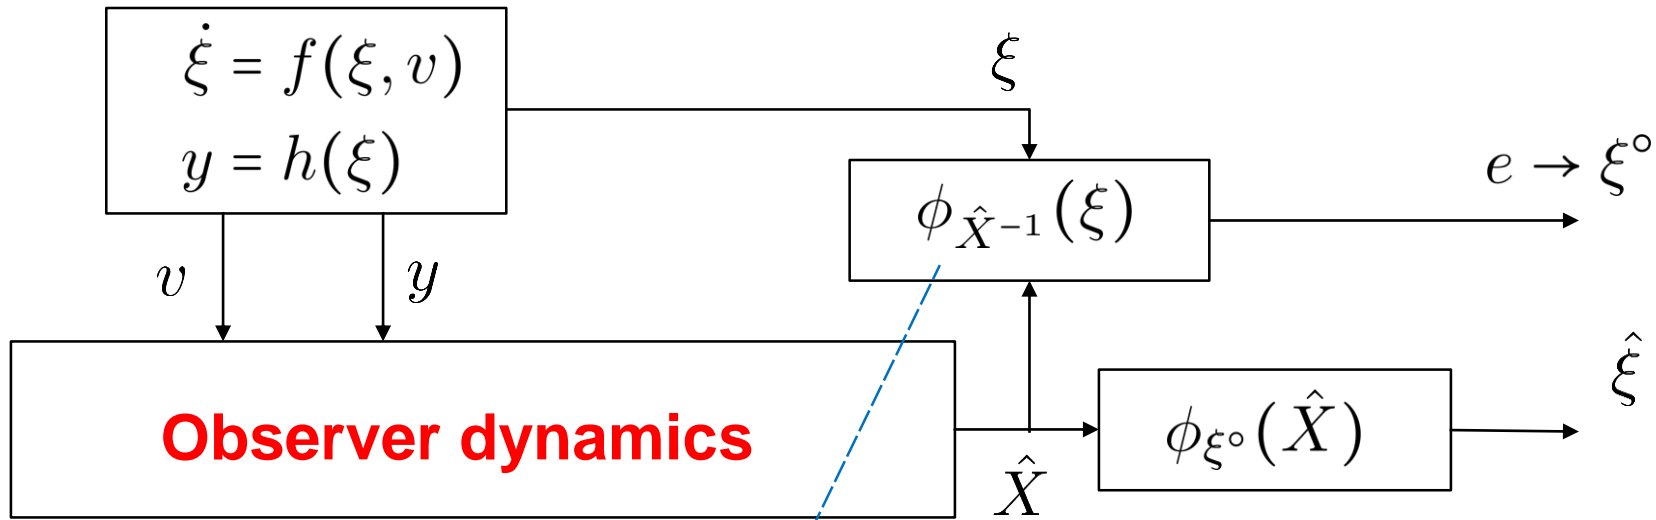 ξ̇ = f(ξ, v)
y = h(ξ)
ξ
ϕ_{X̂⁻¹}(ξ)
e → ξ°
v
y
Observer dynamics
X̂
ϕ_{ξ°}(X̂)
ξ̂